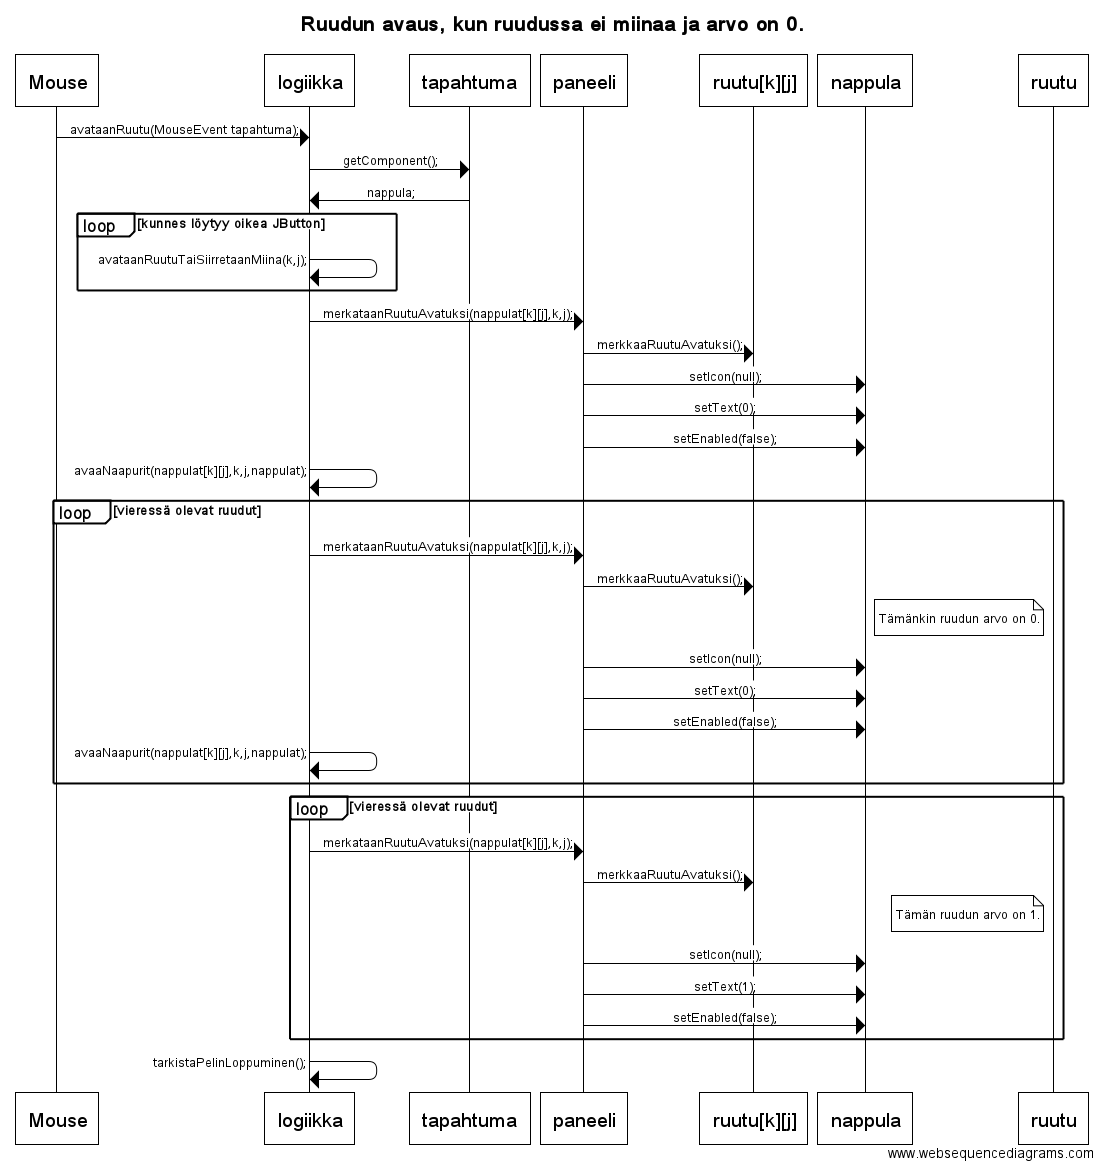 Ruudun avaus, kun ruudussa ei miinaa ja arvo on 0.
Mouse logiikka tapahtuma paneeli ruutu[k][j] nappula ruutu
avataanRuutu(MouseEvent tapahtuma);
getComponent();
nappula;
loop [kunnes löytyy oikea JButton]
avataanRuutuTaiSiirretaanMiina(k,j);
merkataanRuutuAvatuksi(nappulat[k][j],k,j);
merkkaaRuutuAvatuksi();
setIcon(null);
setText(0);
setEnabled(false);
avaaNaapurit(nappulat[k][j],k,j,nappulat);
loop [vieressä olevat ruudut]
merkataanRuutuAvatuksi(nappulat[k][j],k,j);
merkkaaRuutuAvatuksi();
Tämänkin ruudun arvo on 0.
setIcon(null);
setText(0);
setEnabled(false);
avaaNaapurit(nappulat[k][j],k,j,nappulat);
loop [vieressä olevat ruudut]
merkataanRuutuAvatuksi(nappulat[k][j],k,j);
merkkaaRuutuAvatuksi();
Tämän ruudun arvo on 1.
setIcon(null);
setText(1);
setEnabled(false);
tarkistaPelinLoppuminen();
Mouse logiikka tapahtuma paneeli ruutu[k][j] nappula ruutu
www.websequencediagrams.com